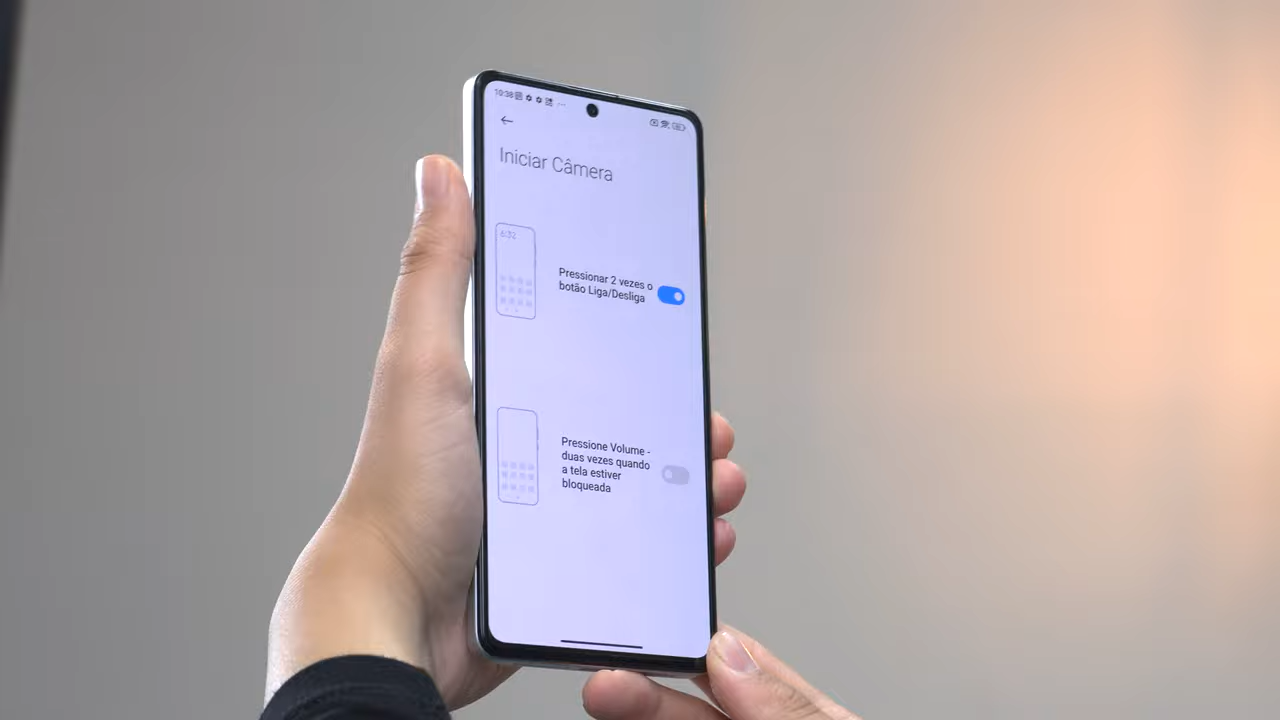 10:38
Iniciar Câmera
6:32
Pressionar 2 vezes o
botão Liga/Desliga
Pressione Volume -
duas vezes quando
a tela estiver
bloqueada